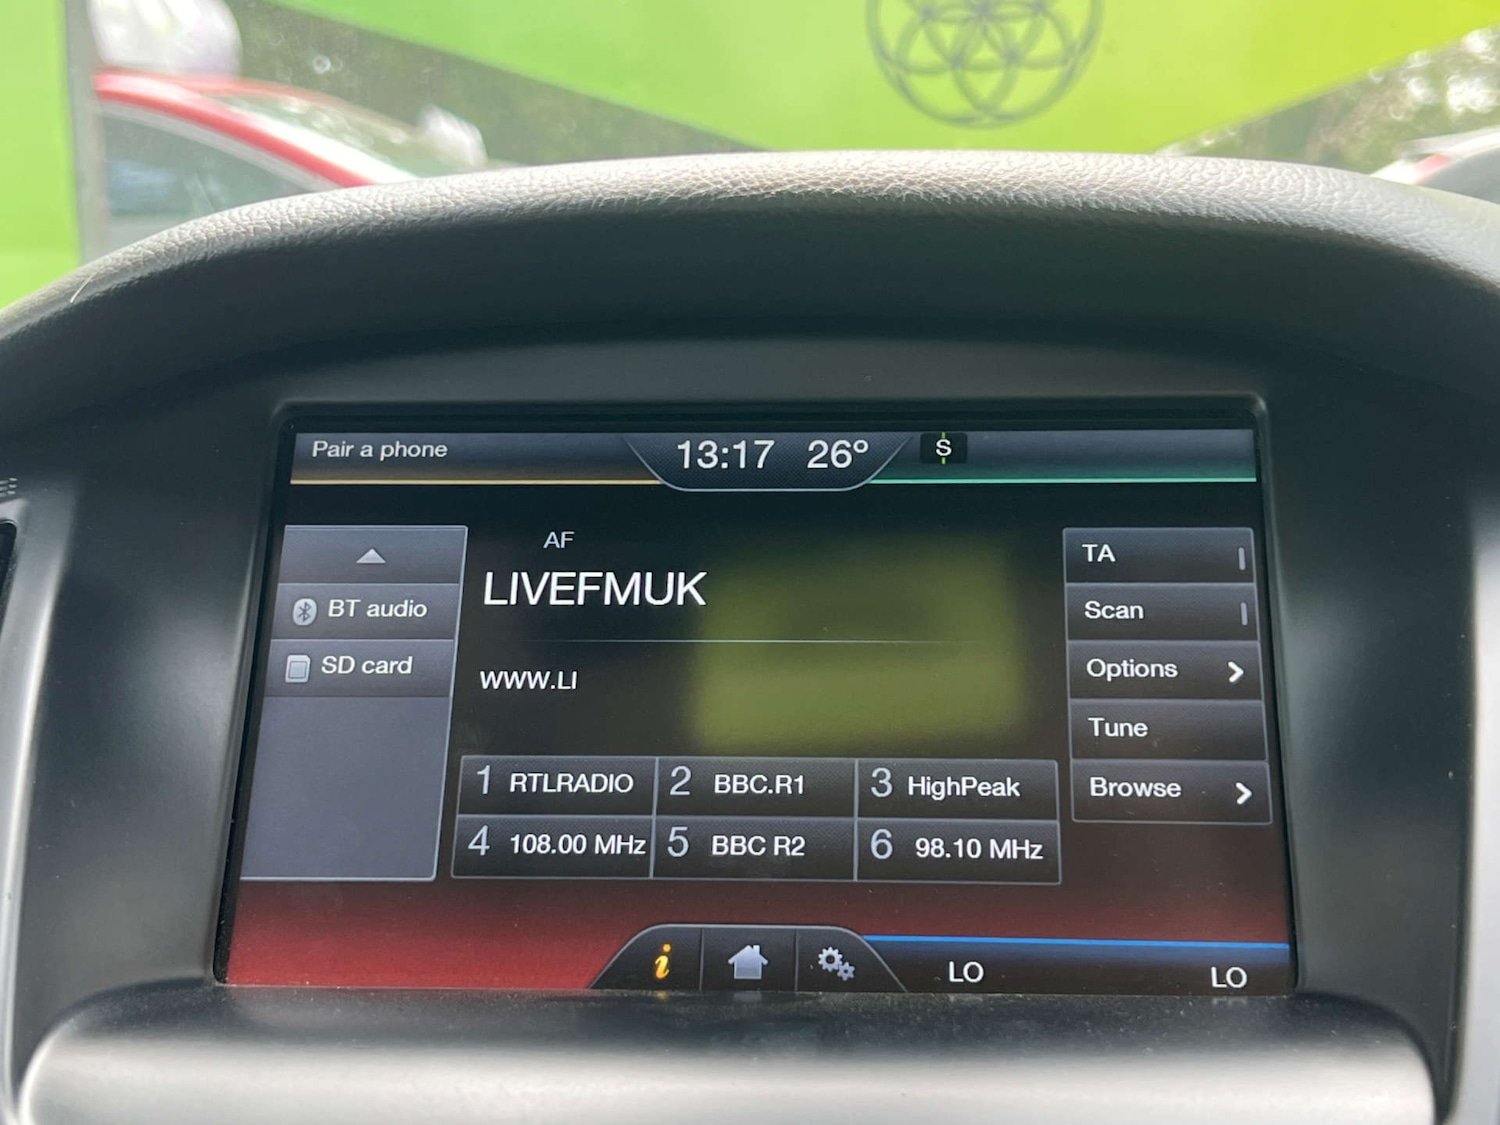 Pair a phone
13:17 26°
S
AF
LIVEFMUK
WWW.LI
BT audio
SD card
TA
Scan
Options
Tune
Browse
1 RTLRADIO
2 BBC.R1
3 HighPeak
4 108.00 MHz
5 BBC R2
6 98.10 MHz
i
LO
LO